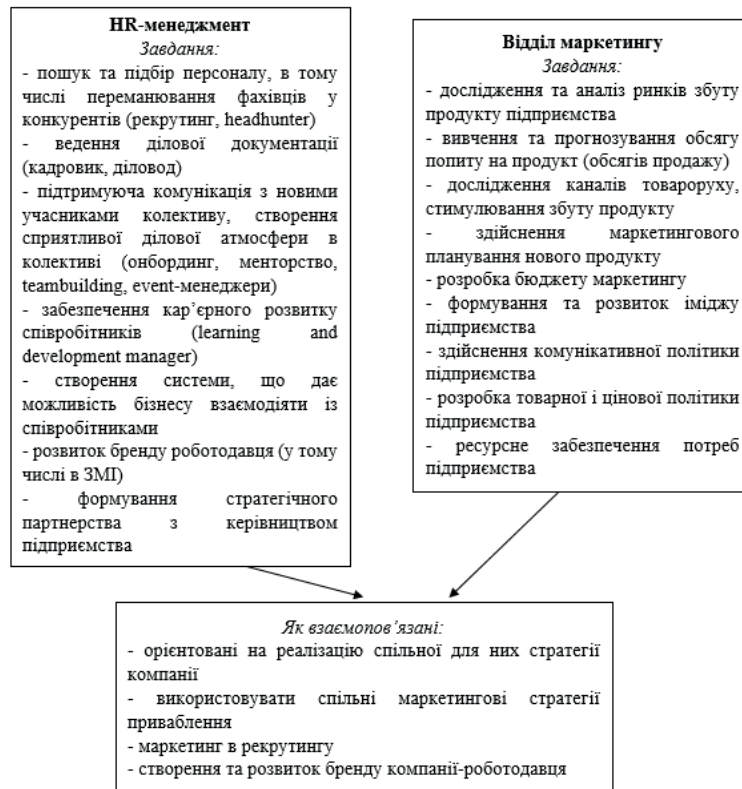 HR-менеджмент
Завдання:
- пошук та підбір персоналу, в тому
числі переманювання фахівців у
конкурентів (рекрутинг, headhunter)
- ведення ділової документації
(кадровик, діловод)
- підтримуюча комунікація з новими
учасниками колективу, створення
сприятливої ділової атмосфери в
колективі (онбординг, менторство,
teambuilding, event-менеджери)
- забезпечення кар’єрного розвитку
співробітників (learning and
development manager)
- створення системи, що дає
можливість бізнесу взаємодіяти із
співробітниками
- розвиток бренду роботодавця (у тому
числі в ЗМІ)
- формування стратегічного
партнерства з керівництвом
підприємства
Відділ маркетингу
Завдання:
- дослідження та аналіз ринків збуту
продукту підприємства
- вивчення та прогнозування обсягу
попиту на продукт (обсягів продажу)
- дослідження каналів товароруху,
стимулювання збуту продукту
- здійснення маркетингового
планування нового продукту
- розробка бюджету маркетингу
- формування та розвиток іміджу
підприємства
- здійснення комунікативної політики
підприємства
- розробка товарної і цінової політики
підприємства
- ресурсне забезпечення потреб
підприємства
Як взаємопов’язані:
- орієнтовані на реалізацію спільної для них стратегії
компанії
- використовувати спільні маркетингові стратегії
приваблення
- маркетинг в рекрутингу
- створення та розвиток бренду компанії-роботодавця